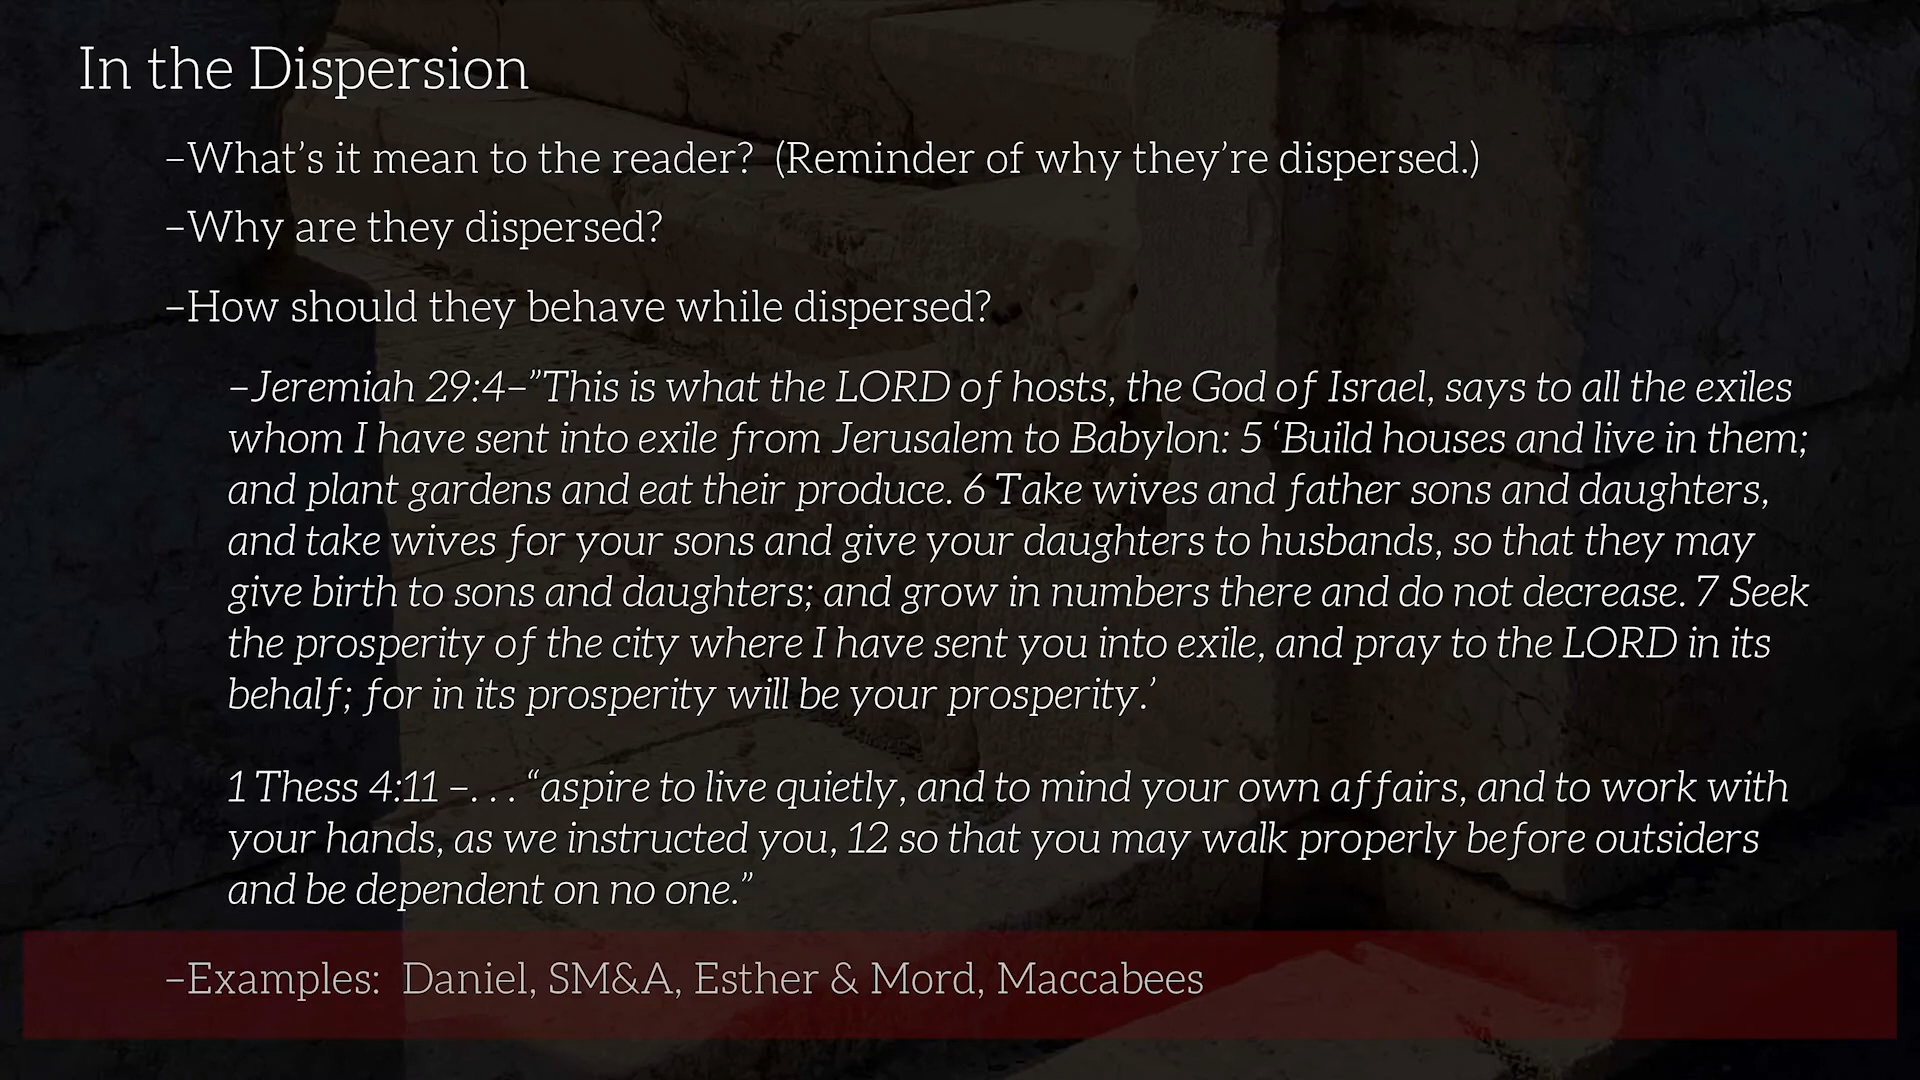 In the Dispersion
–What's it mean to the reader?  (Reminder of why they're dispersed.)
–Why are they dispersed?
–How should they behave while dispersed?
–Jeremiah 29:4–”This is what the LORD of hosts, the God of Israel, says to all the exiles
whom I have sent into exile from Jerusalem to Babylon: 5 ‘Build houses and live in them;
and plant gardens and eat their produce. 6 Take wives and father sons and daughters,
and take wives for your sons and give your daughters to husbands, so that they may
give birth to sons and daughters; and grow in numbers there and do not decrease. 7 Seek
the prosperity of the city where I have sent you into exile, and pray to the LORD in its
behalf; for in its prosperity will be your prosperity.’
1 Thess 4:11 –. . . “aspire to live quietly, and to mind your own affairs, and to work with
your hands, as we instructed you, 12 so that you may walk properly before outsiders
and be dependent on no one.”
–Examples:  Daniel, SM&A, Esther & Mord, Maccabees